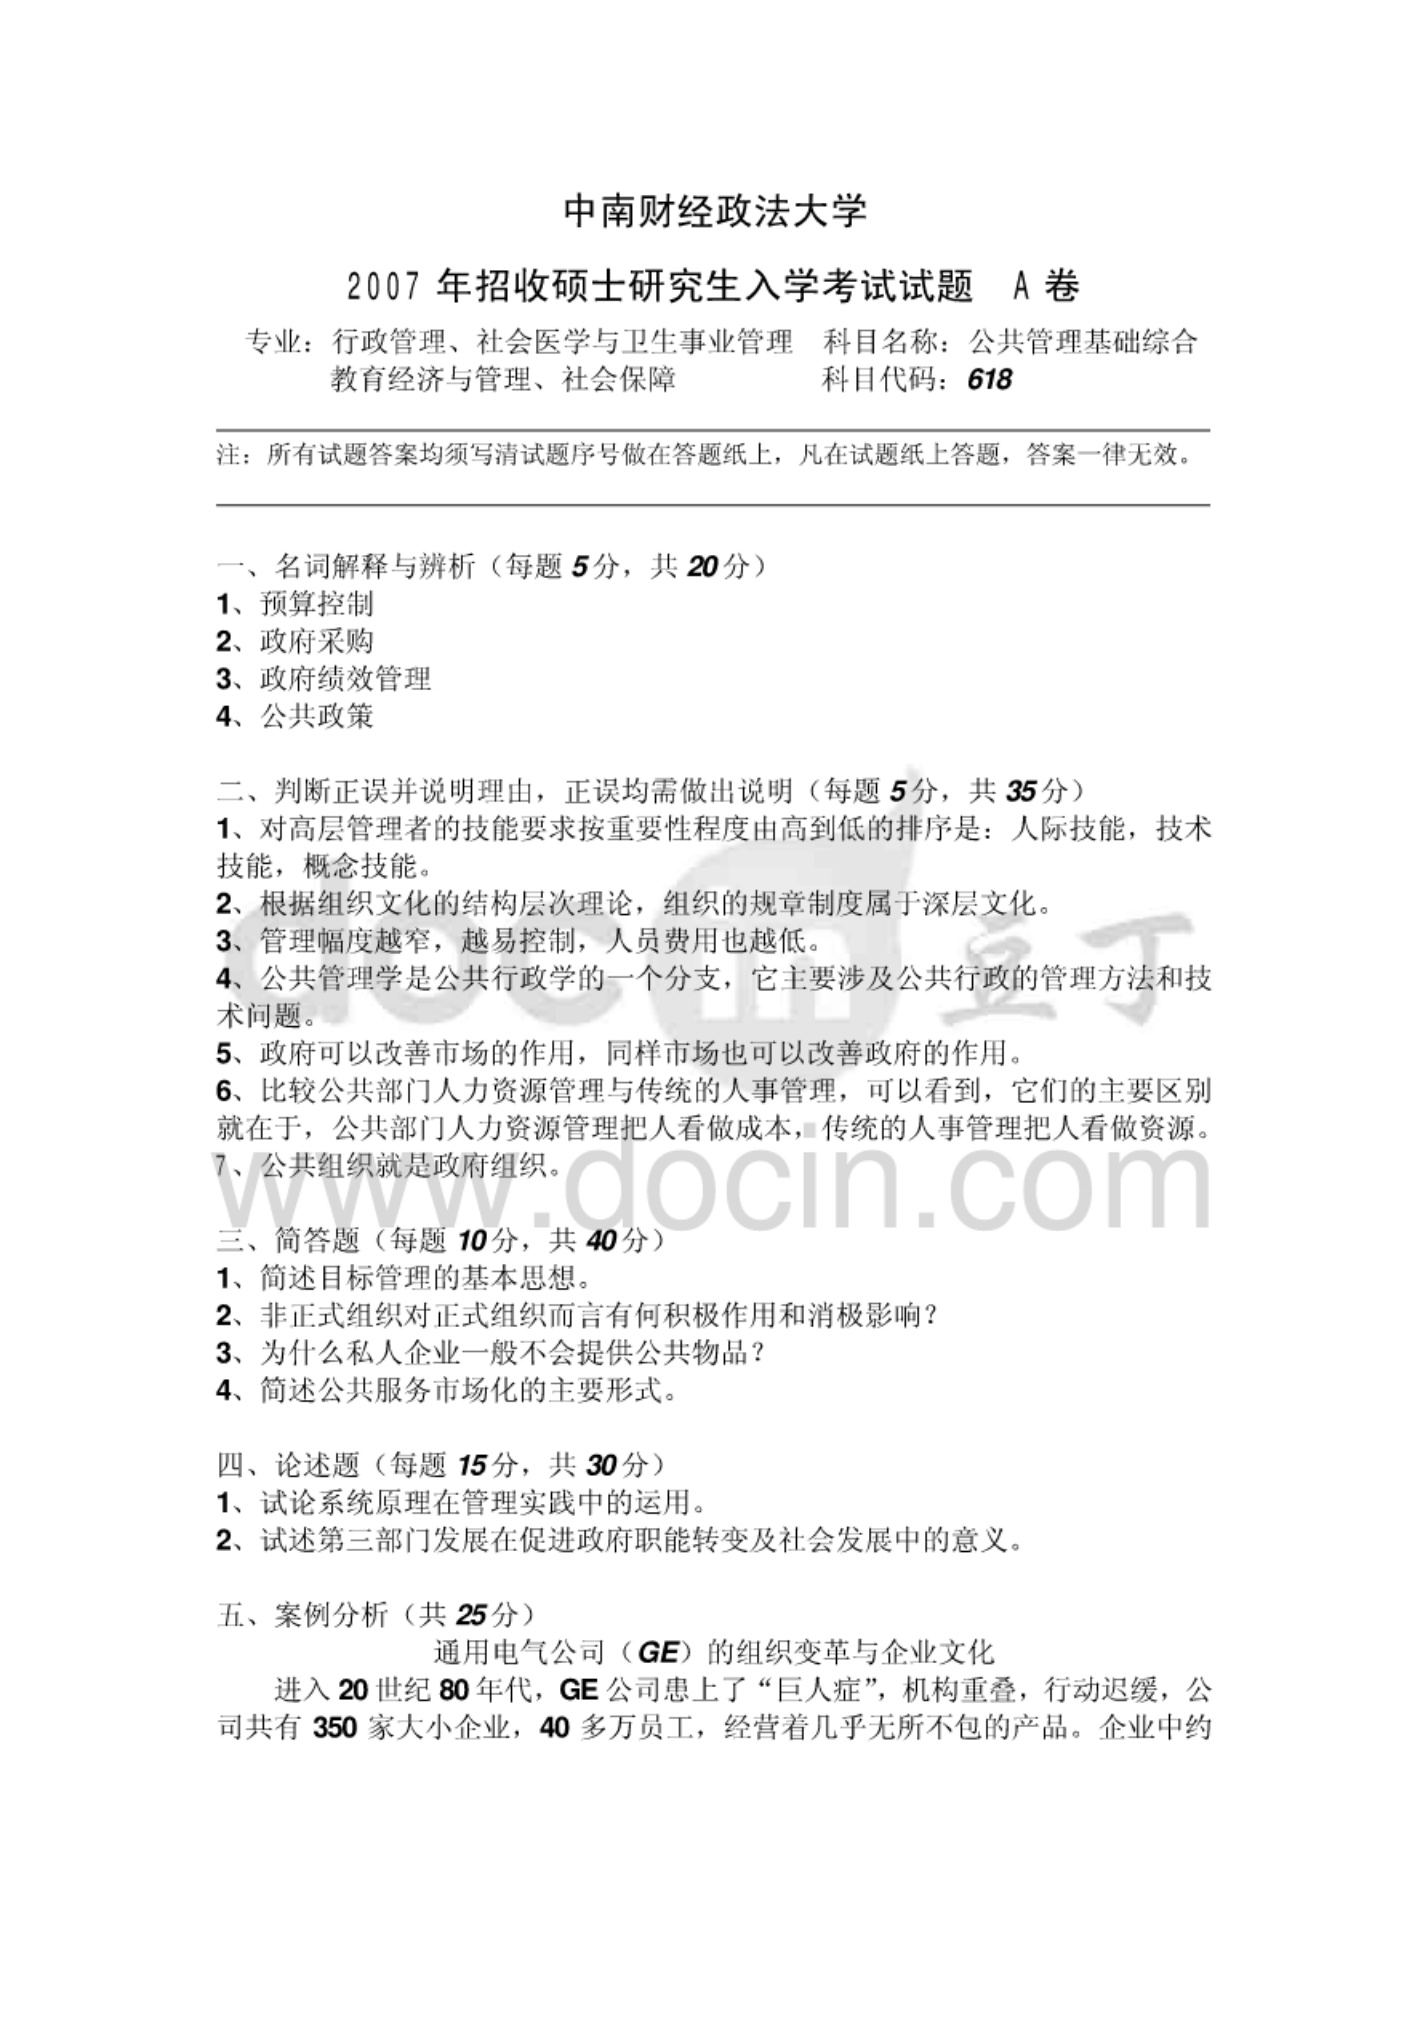 中南财经政法大学
2007 年招收硕士研究生入学考试试题 A 卷
专业：行政管理、社会医学与卫生事业管理 科目名称：公共管理基础综合
教育经济与管理、社会保障 科目代码：618
注：所有试题答案均须写清试题序号做在答题纸上，凡在试题纸上答题，答案一律无效。
一、名词解释与辨析（每题 5 分，共 20 分）
1、预算控制
2、政府采购
3、政府绩效管理
4、公共政策
二、判断正误并说明理由，正误均需做出说明（每题 5 分，共 35 分）
1、对高层管理者的技能要求按重要性程度由高到低的排序是：人际技能，技术
技能，概念技能。
2、根据组织文化的结构层次理论，组织的规章制度属于深层文化。
3、管理幅度越窄，越易控制，人员费用也越低。
4、公共管理学是公共行政学的一个分支，它主要涉及公共行政的管理方法和技
术问题。
5、政府可以改善市场的作用，同样市场也可以改善政府的作用。
6、比较公共部门人力资源管理与传统的人事管理，可以看到，它们的主要区别
就在于，公共部门人力资源管理把人看做成本，传统的人事管理把人看做资源。
7、公共组织就是政府组织。
三、简答题（每题 10 分，共 40 分）
1、简述目标管理的基本思想。
2、非正式组织对正式组织而言有何积极作用和消极影响？
3、为什么私人企业一般不会提供公共物品？
4、简述公共服务市场化的主要形式。
四、论述题（每题 15 分，共 30 分）
1、试论系统原理在管理实践中的运用。
2、试述第三部门发展在促进政府职能转变及社会发展中的意义。
五、案例分析（共 25 分）
通用电气公司（GE）的组织变革与企业文化
进入 20 世纪 80 年代，GE 公司患上了“巨人症”，机构重叠，行动迟缓，公
司共有 350 家大小企业，40 多万员工，经营着几乎无所不包的产品。企业中约
docin 豆丁
www.docin.com